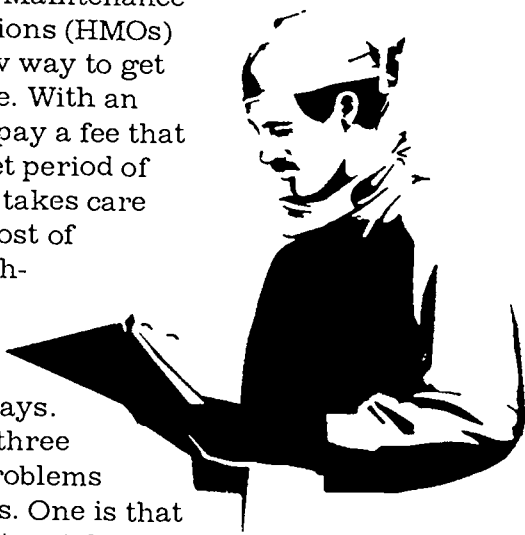 Maintenance
ions (HMOs)
w way to get
e. With an
pay a fee that
et period of
takes care
ost of
h-
ays.
three
roblems
s. One is that